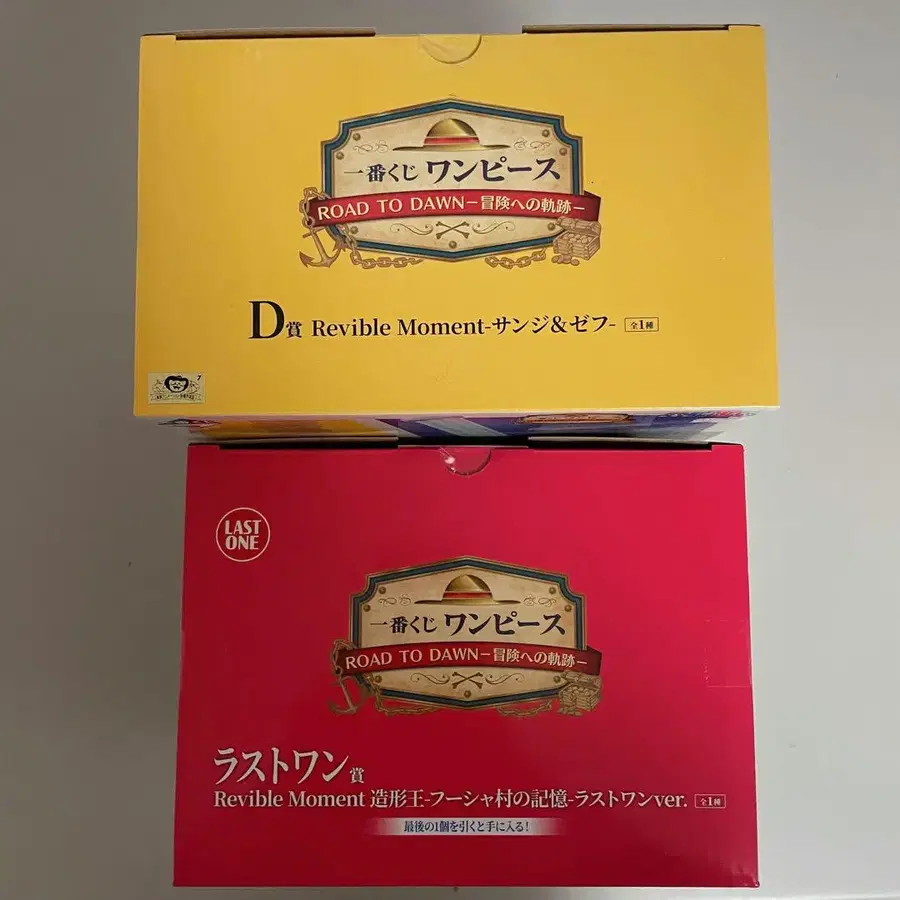 一番くじ ワンピース
ROAD TO DAWN－冒険への軌跡－
D賞 Revible Moment-サンジ&ゼフ- 全1種
7
LAST
ONE
一番くじ ワンピース
ROAD TO DAWN－冒険への軌跡－
ラストワン賞
Revible Moment 造形王-フーシャ村の記憶-ラストワンver. 全1種
最後の1個を引くと手に入る!